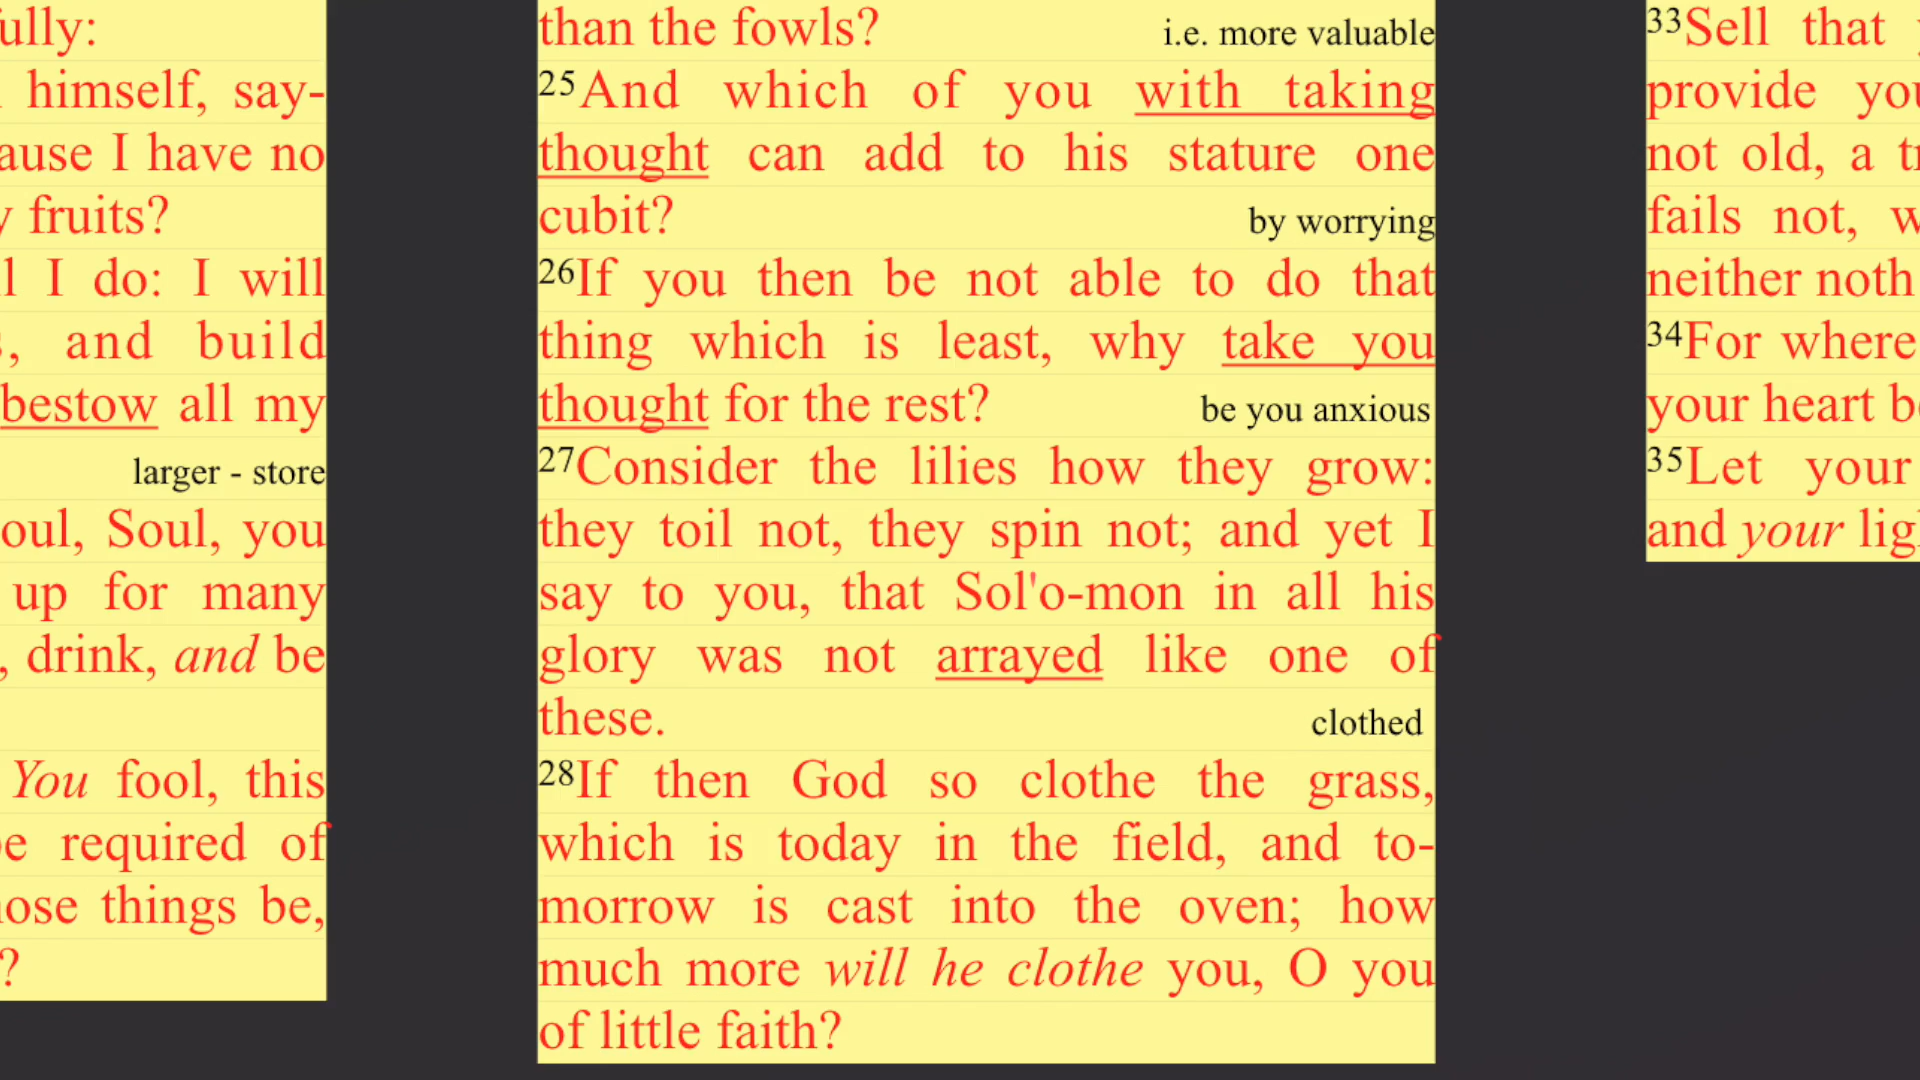 ully:
himself, say-
ause I have no
y fruits?
I do: I will
, and build
bestow all my
larger - store
oul, Soul, you
up for many
, drink, and be
You fool, this
e required of
ose things be,
?
than the fowls? i.e. more valuable
25And which of you with taking
thought can add to his stature one
cubit? by worrying
26If you then be not able to do that
thing which is least, why take you
thought for the rest? be you anxious
27Consider the lilies how they grow:
they toil not, they spin not; and yet I
say to you, that Sol'o-mon in all his
glory was not arrayed like one of
these. clothed
28If then God so clothe the grass,
which is today in the field, and to-
morrow is cast into the oven; how
much more will he clothe you, O you
of little faith?
33Sell that
provide you
not old, a
fails not,
neither moth
34For where
your heart
35Let your
and your lig